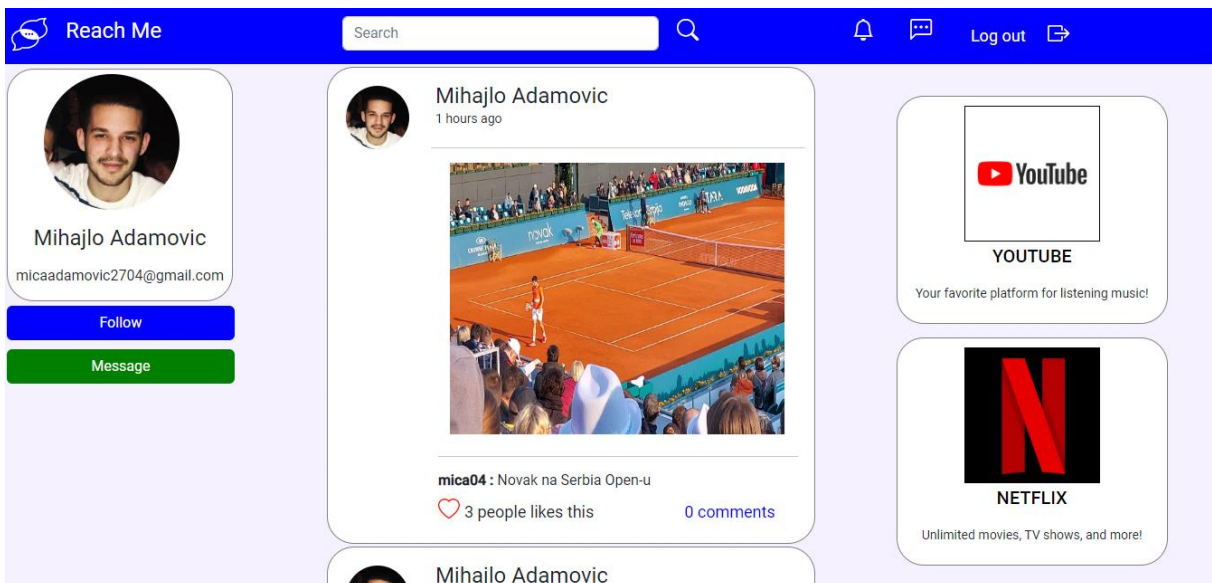 Reach Me
Search
Log out
Mihajlo Adamovic
micaadamovic2704@gmail.com
Follow
Message
Mihajlo Adamovic
1 hours ago
novak
mica04 : Novak na Serbia Open-u
3 people likes this
0 comments
Mihajlo Adamovic
YouTube
YOUTUBE
Your favorite platform for listening music!
NETFLIX
Unlimited movies, TV shows, and more!